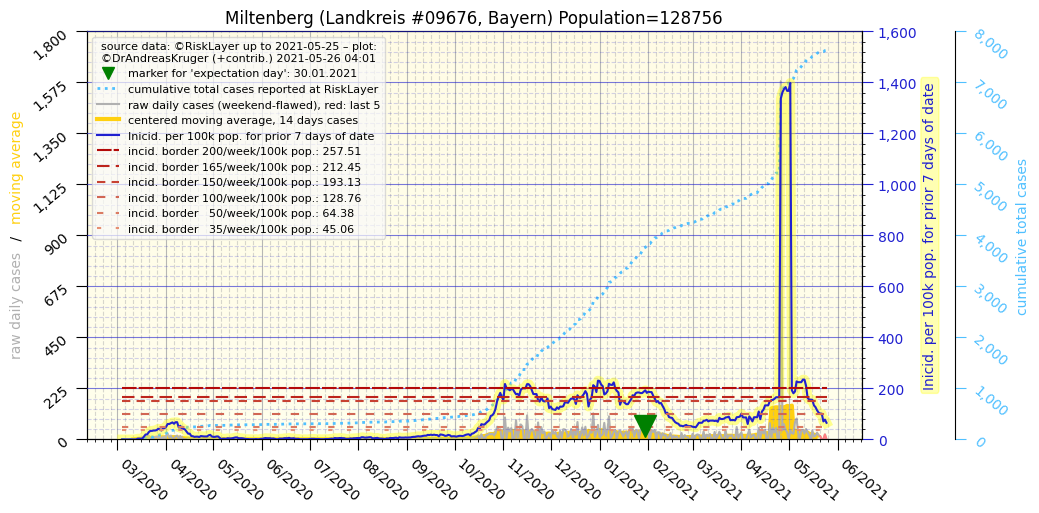 Miltenberg (Landkreis #09676, Bayern) Population=128756
source data: ©RiskLayer up to 2021-05-25 – plot:
©DrAndreasKruger (+contrib.) 2021-05-26 04:01
marker for 'expectation day': 30.01.2021
cumulative total cases reported at RiskLayer
raw daily cases (weekend-flawed), red: last 5
centered moving average, 14 days cases
Inicid. per 100k pop. for prior 7 days of date
incid. border 200/week/100k pop.: 257.51
incid. border 165/week/100k pop.: 212.45
incid. border 150/week/100k pop.: 193.13
incid. border 100/week/100k pop.: 128.76
incid. border 50/week/100k pop.: 64.38
incid. border 35/week/100k pop.: 45.06
raw daily cases / moving average
1,800
1,575
1,350
1,125
900
675
450
225
0
03/2020
04/2020
05/2020
06/2020
07/2020
08/2020
09/2020
10/2020
11/2020
12/2020
01/2021
02/2021
03/2021
04/2021
05/2021
06/2021
1,600
1,400
1,200
1,000
800
600
400
200
0
Inicid. per 100k pop. for prior 7 days of date
8,000
7,000
6,000
5,000
4,000
3,000
2,000
1,000
0
cumulative total cases